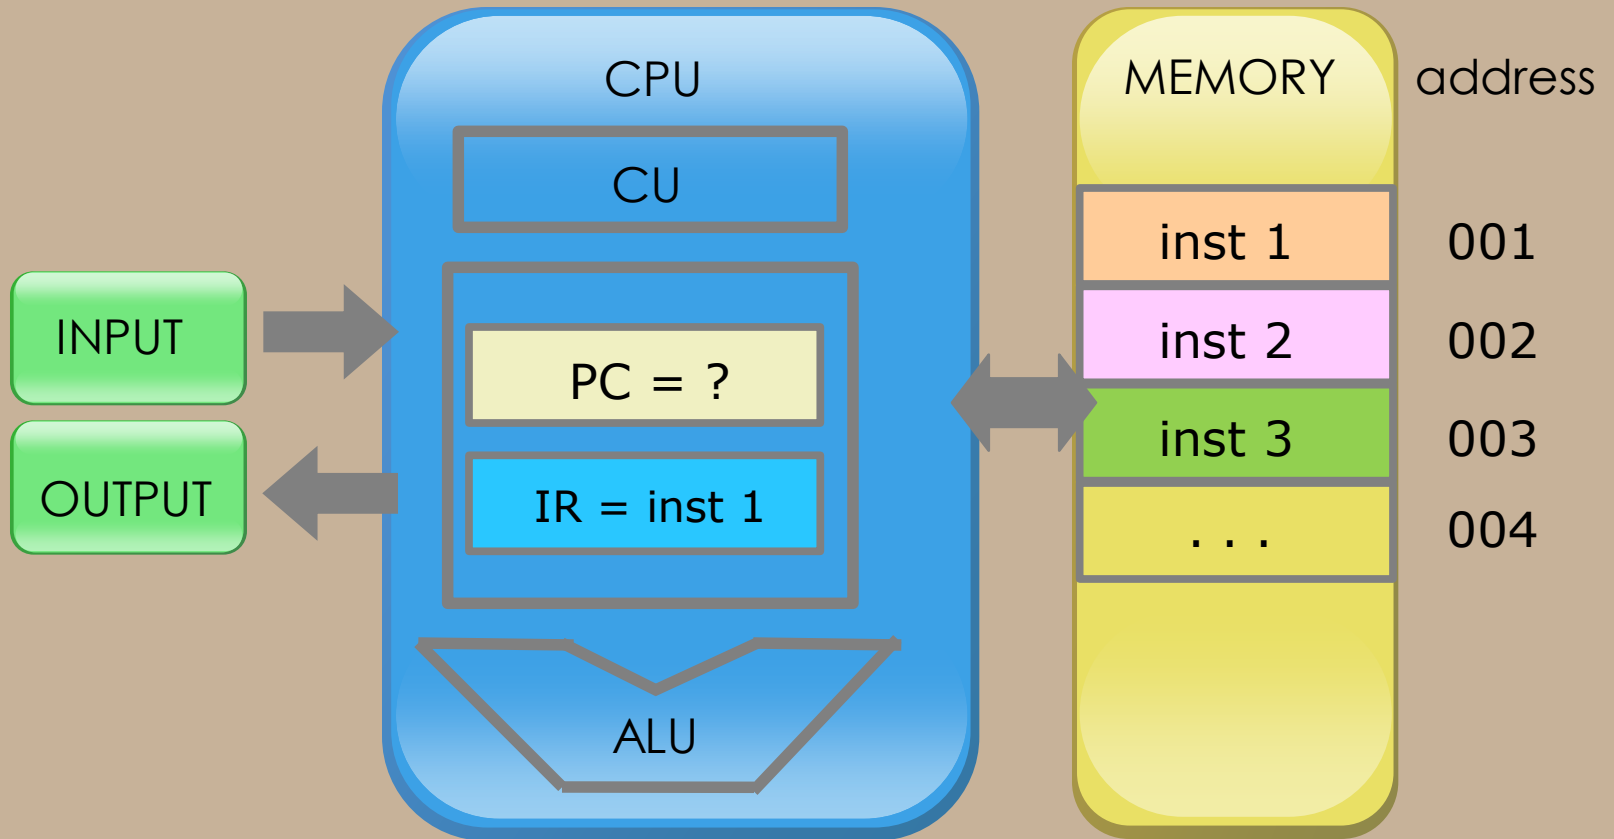 CPU
CU
INPUT
OUTPUT
PC = ?
IR = inst 1
ALU
MEMORY address
inst 1 001
inst 2 002
inst 3 003
. . . 004